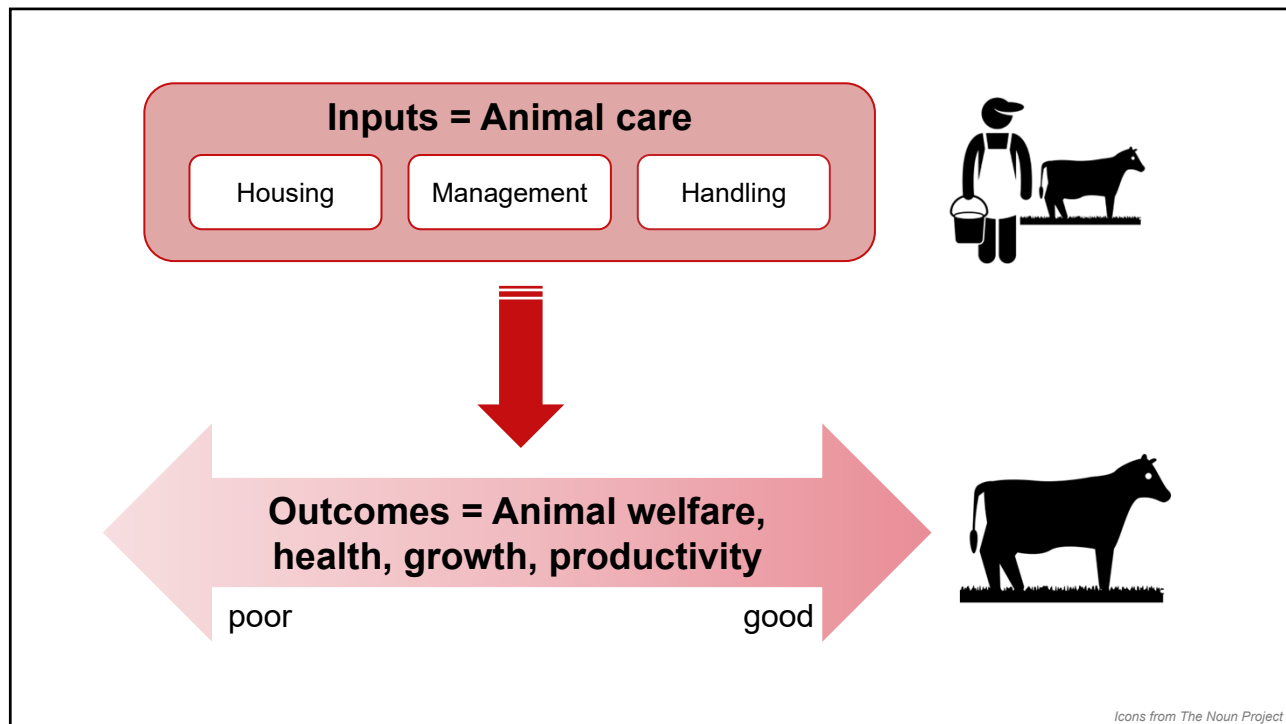 Inputs = Animal care
Housing
Management
Handling
Outcomes = Animal welfare,
health, growth, productivity
poor
good
Icons from The Noun Project